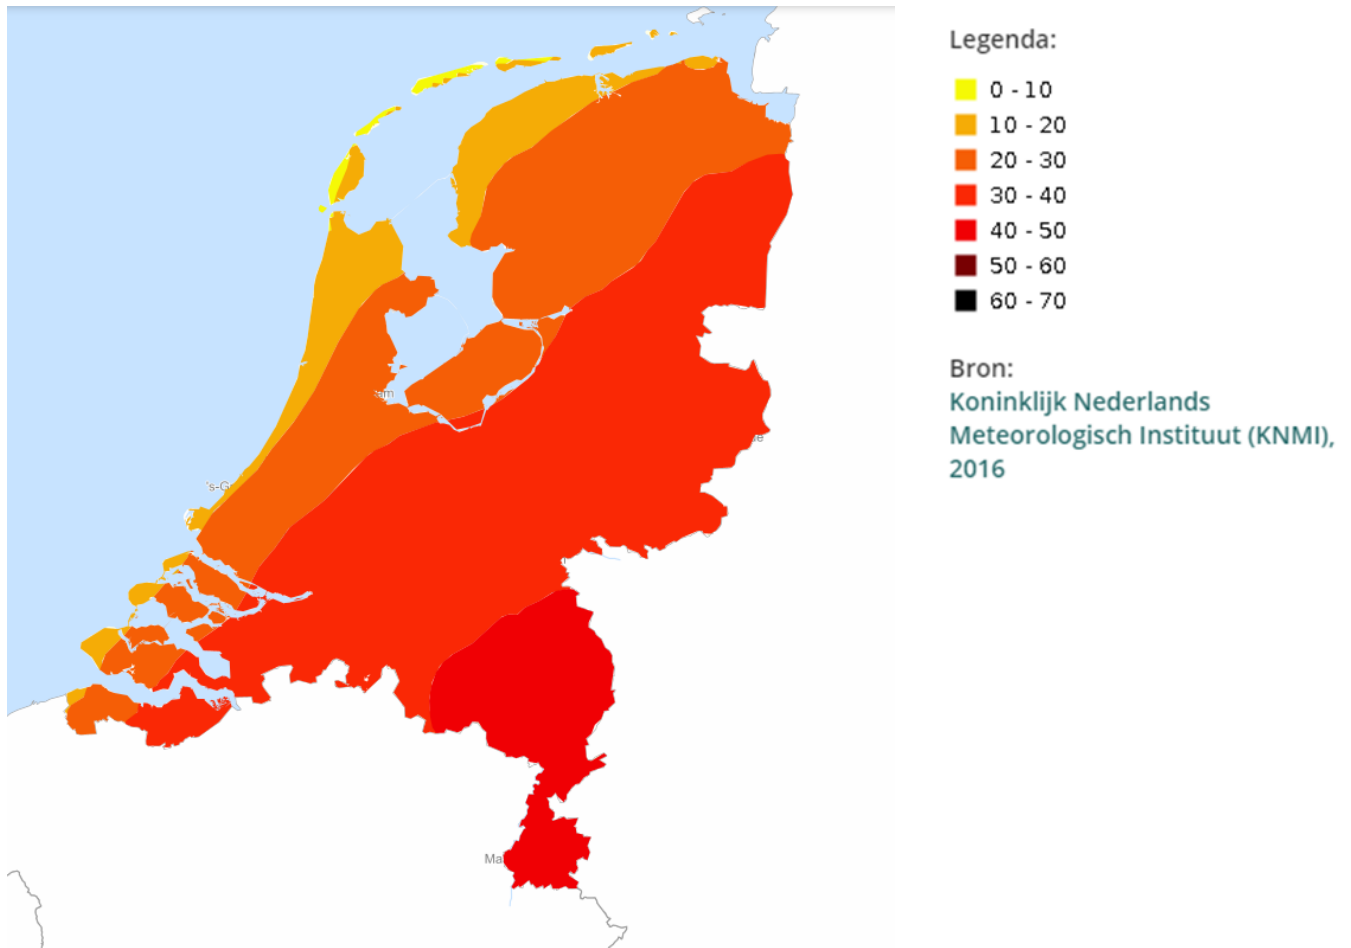 Legenda:
0 - 10
10 - 20
20 - 30
30 - 40
40 - 50
50 - 60
60 - 70
Bron:
Koninklijk Nederlands
Meteorologisch Instituut (KNMI),
2016
's-G
Ma